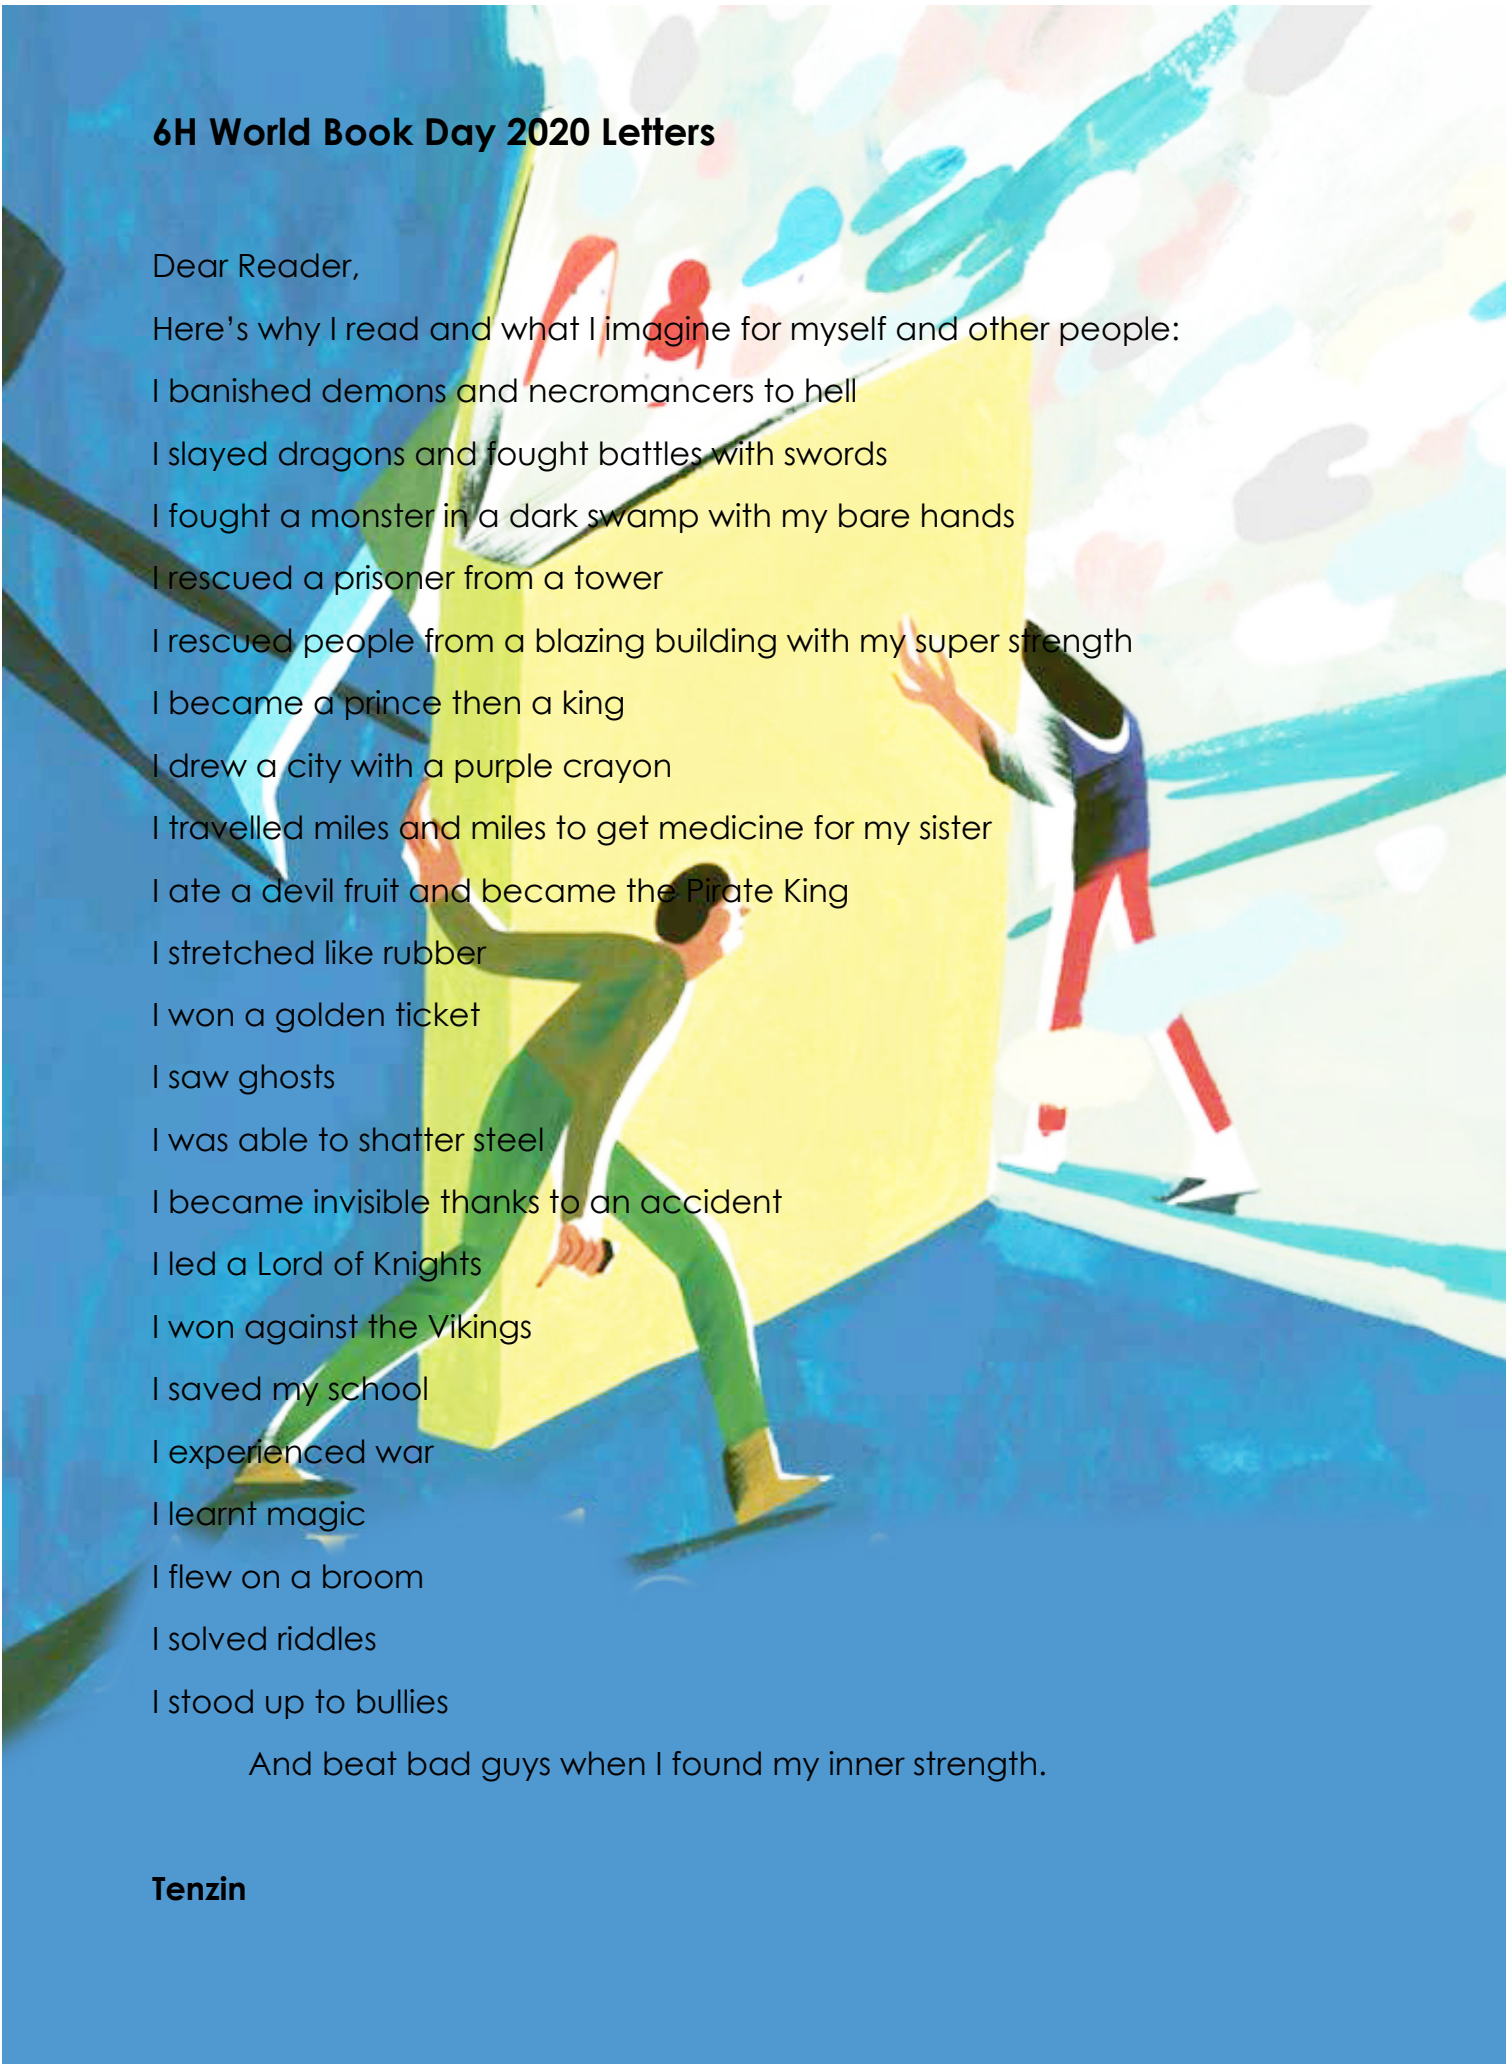 6H World Book Day 2020 Letters
Dear Reader,
Here’s why I read and what I imagine for myself and other people:
I banished demons and necromancers to hell
I slayed dragons and fought battles with swords
I fought a monster in a dark swamp with my bare hands
I rescued a prisoner from a tower
I rescued people from a blazing building with my super strength
I became a prince then a king
I drew a city with a purple crayon
I travelled miles and miles to get medicine for my sister
I ate a devil fruit and became the Pirate King
I stretched like rubber
I won a golden ticket
I saw ghosts
I was able to shatter steel
I became invisible thanks to an accident
I led a Lord of Knights
I won against the Vikings
I saved my school
I experienced war
I learnt magic
I flew on a broom
I solved riddles
I stood up to bullies
And beat bad guys when I found my inner strength.
Tenzin